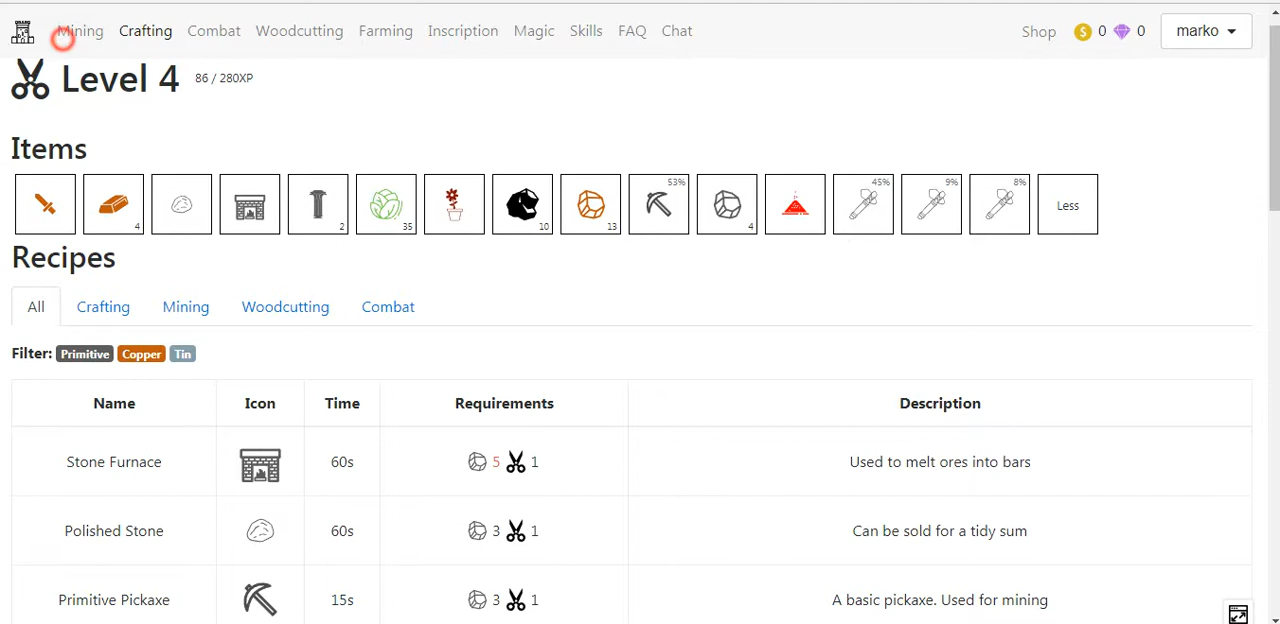 Mining Crafting Combat Woodcutting Farming Inscription Magic Skills FAQ Chat Shop 0 0 marko
Level 4 86 / 280XP
Items
53% 45% 9% 8%
4 2 35 10 13 4 Less
Recipes
All Crafting Mining Woodcutting Combat
Filter: Primitive Copper Tin
Name Icon Time Requirements Description
Stone Furnace 60s 5 1 Used to melt ores into bars
Polished Stone 60s 3 1 Can be sold for a tidy sum
Primitive Pickaxe 15s 3 1 A basic pickaxe. Used for mining